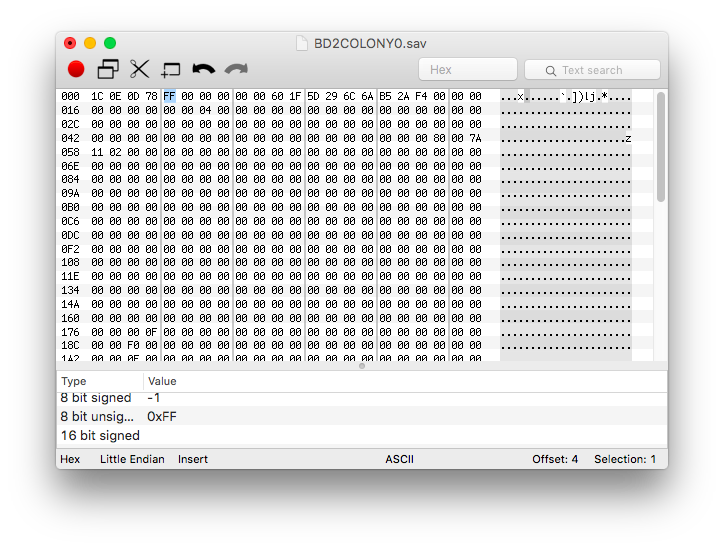 BD2COLONY0.sav
Hex
Text search
000 1C 0E 0D 78 FF 00 00 00 00 00 60 1F 5D 29 6C 6A B5 2A F4 00 00 00 ...x......`.])lj.*....
016 00 00 00 00 00 00 04 00 00 00 00 00 00 00 00 00 00 00 00 00 00 00 ......................
02C 00 00 00 00 00 00 00 00 00 00 00 00 00 00 00 00 00 00 00 00 00 00 ......................
042 00 00 00 00 00 00 00 00 00 00 00 00 00 00 00 00 00 00 00 80 00 7A .....................z
058 11 02 00 00 00 00 00 00 00 00 00 00 00 00 00 00 00 00 00 00 00 00 ......................
06E 00 00 00 00 00 00 00 00 00 00 00 00 00 00 00 00 00 00 00 00 00 00 ......................
084 00 00 00 00 00 00 00 00 00 00 00 00 00 00 00 00 00 00 00 00 00 00 ......................
09A 00 00 00 00 00 00 00 00 00 00 00 00 00 00 00 00 00 00 00 00 00 00 ......................
0B0 00 00 00 00 00 00 00 00 00 00 00 00 00 00 00 00 00 00 00 00 00 00 ......................
0C6 00 00 00 00 00 00 00 00 00 00 00 00 00 00 00 00 00 00 00 00 00 00 ......................
0DC 00 00 00 00 00 00 00 00 00 00 00 00 00 00 00 00 00 00 00 00 00 00 ......................
0F2 00 00 00 00 00 00 00 00 00 00 00 00 00 00 00 00 00 00 00 00 00 00 ......................
108 00 00 00 00 00 00 00 00 00 00 00 00 00 00 00 00 00 00 00 00 00 00 ......................
11E 00 00 00 00 00 00 00 00 00 00 00 00 00 00 00 00 00 00 00 00 00 00 ......................
134 00 00 00 00 00 00 00 00 00 00 00 00 00 00 00 00 00 00 00 00 00 00 ......................
14A 00 00 00 00 00 00 00 00 00 00 00 00 00 00 00 00 00 00 00 00 00 00 ......................
160 00 00 00 00 00 00 00 00 00 00 00 00 00 00 00 00 00 00 00 00 00 00 ......................
176 00 00 00 0F 00 00 00 00 00 00 00 00 00 00 00 00 00 00 00 00 00 00 ......................
18C 00 00 F0 00 00 00 00 00 00 00 00 00 00 00 00 00 00 00 00 00 00 00 ......................
1A2 00 00 0F 00 00 00 00 00 00 00 00 00 00 00 00 00 00 00 00 00 00 00
Type Value
8 bit signed -1
8 bit unsig... 0xFF
16 bit signed
Hex Little Endian Insert ASCII Offset: 4 Selection: 1